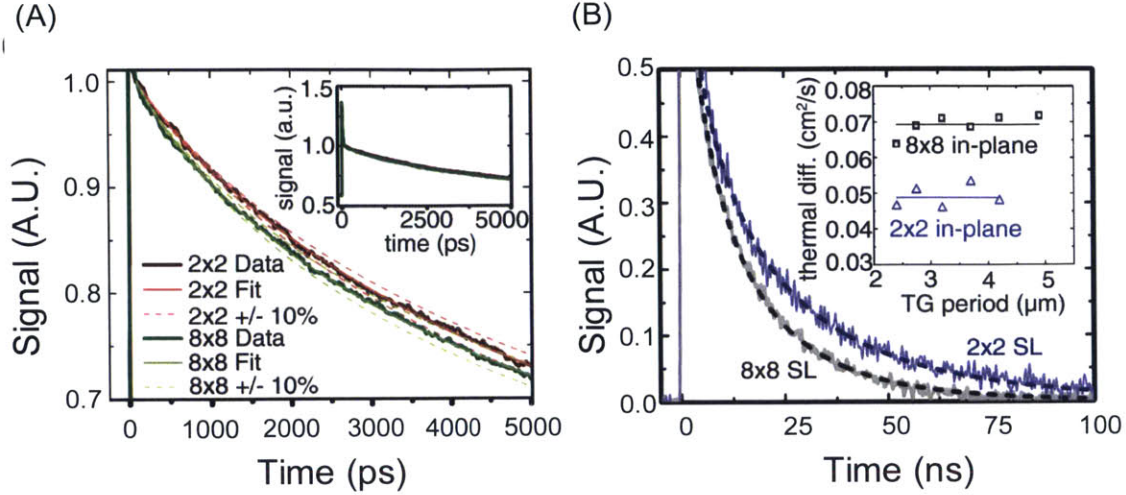 (A)
1.0
0.9
0.8
0.7
Signal (A.U.)
0
1000
2000
3000
4000
5000
Time (ps)
2x2 Data
2x2 Fit
2x2 +/- 10%
8x8 Data
8x8 Fit
8x8 +/- 10%
1.5
1.0
0.5
signal (a.u.)
0
2500
5000
time (ps)
(B)
0.5
0.4
0.3
0.2
0.1
0.0
Signal (A.U.)
0
25
50
75
100
Time (ns)
8x8 SL
2x2 SL
0.08
0.07
0.06
0.05
0.04
0.03
thermal diff. (cm²/s)
8x8 in-plane
2x2 in-plane
2
3
4
5
TG period (μm)